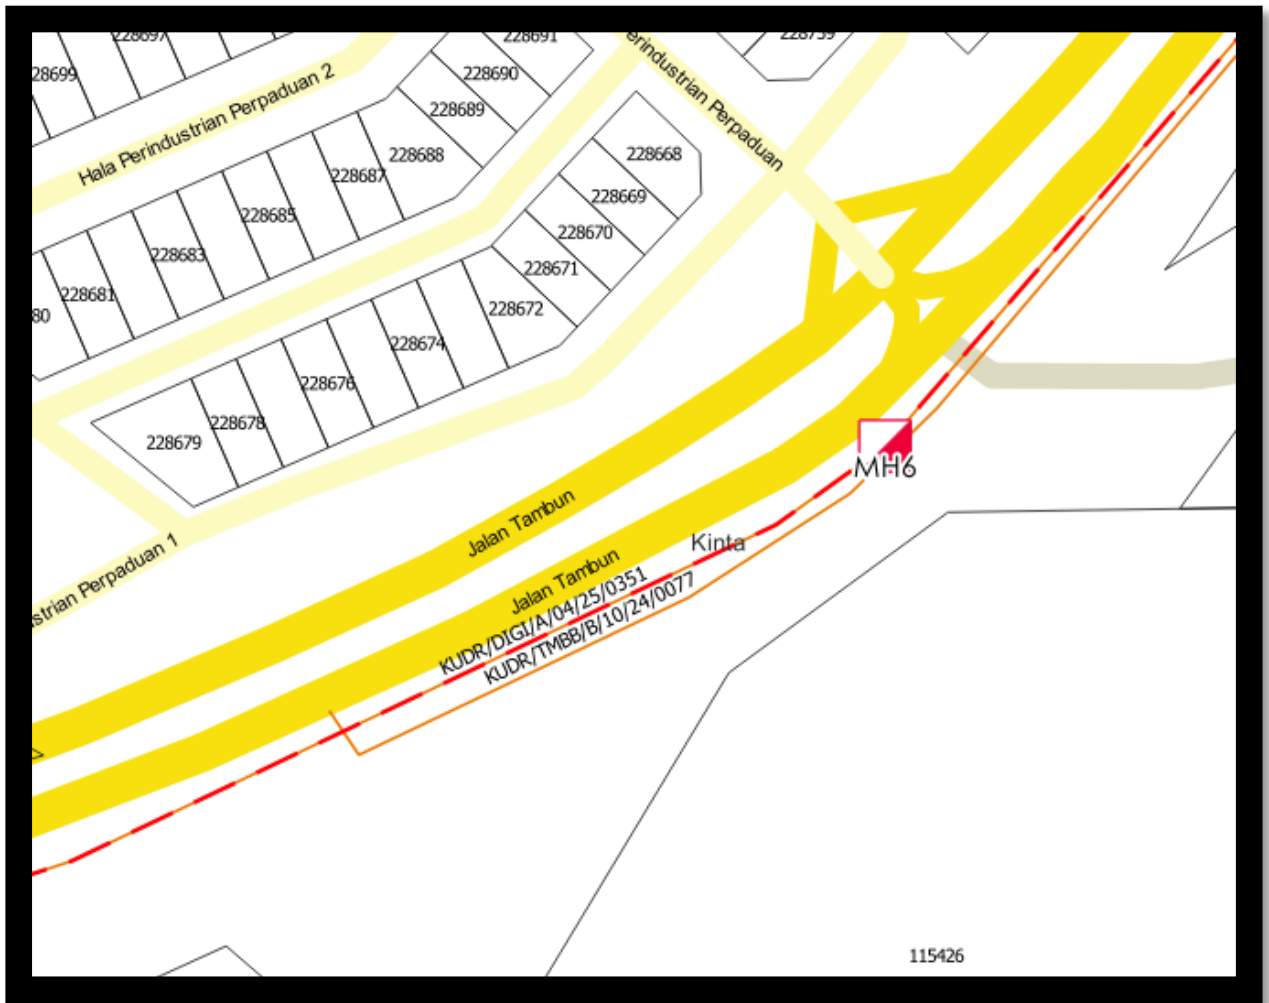 228697
228691
228739
28699
228690
Hala Perindustrian Perpaduan 2
erindustrian Perpaduan
228689
228688
228668
228687
228669
228685
228670
228683
228671
228681
80
228672
228674
228676
228678
228679
MH6
Jalan Tambun
Kinta
strian Perpaduan 1
Jalan Tambun
KUDR/DIGI/A/04/25/0351
KUDR/TMBB/B/10/24/0077
115426